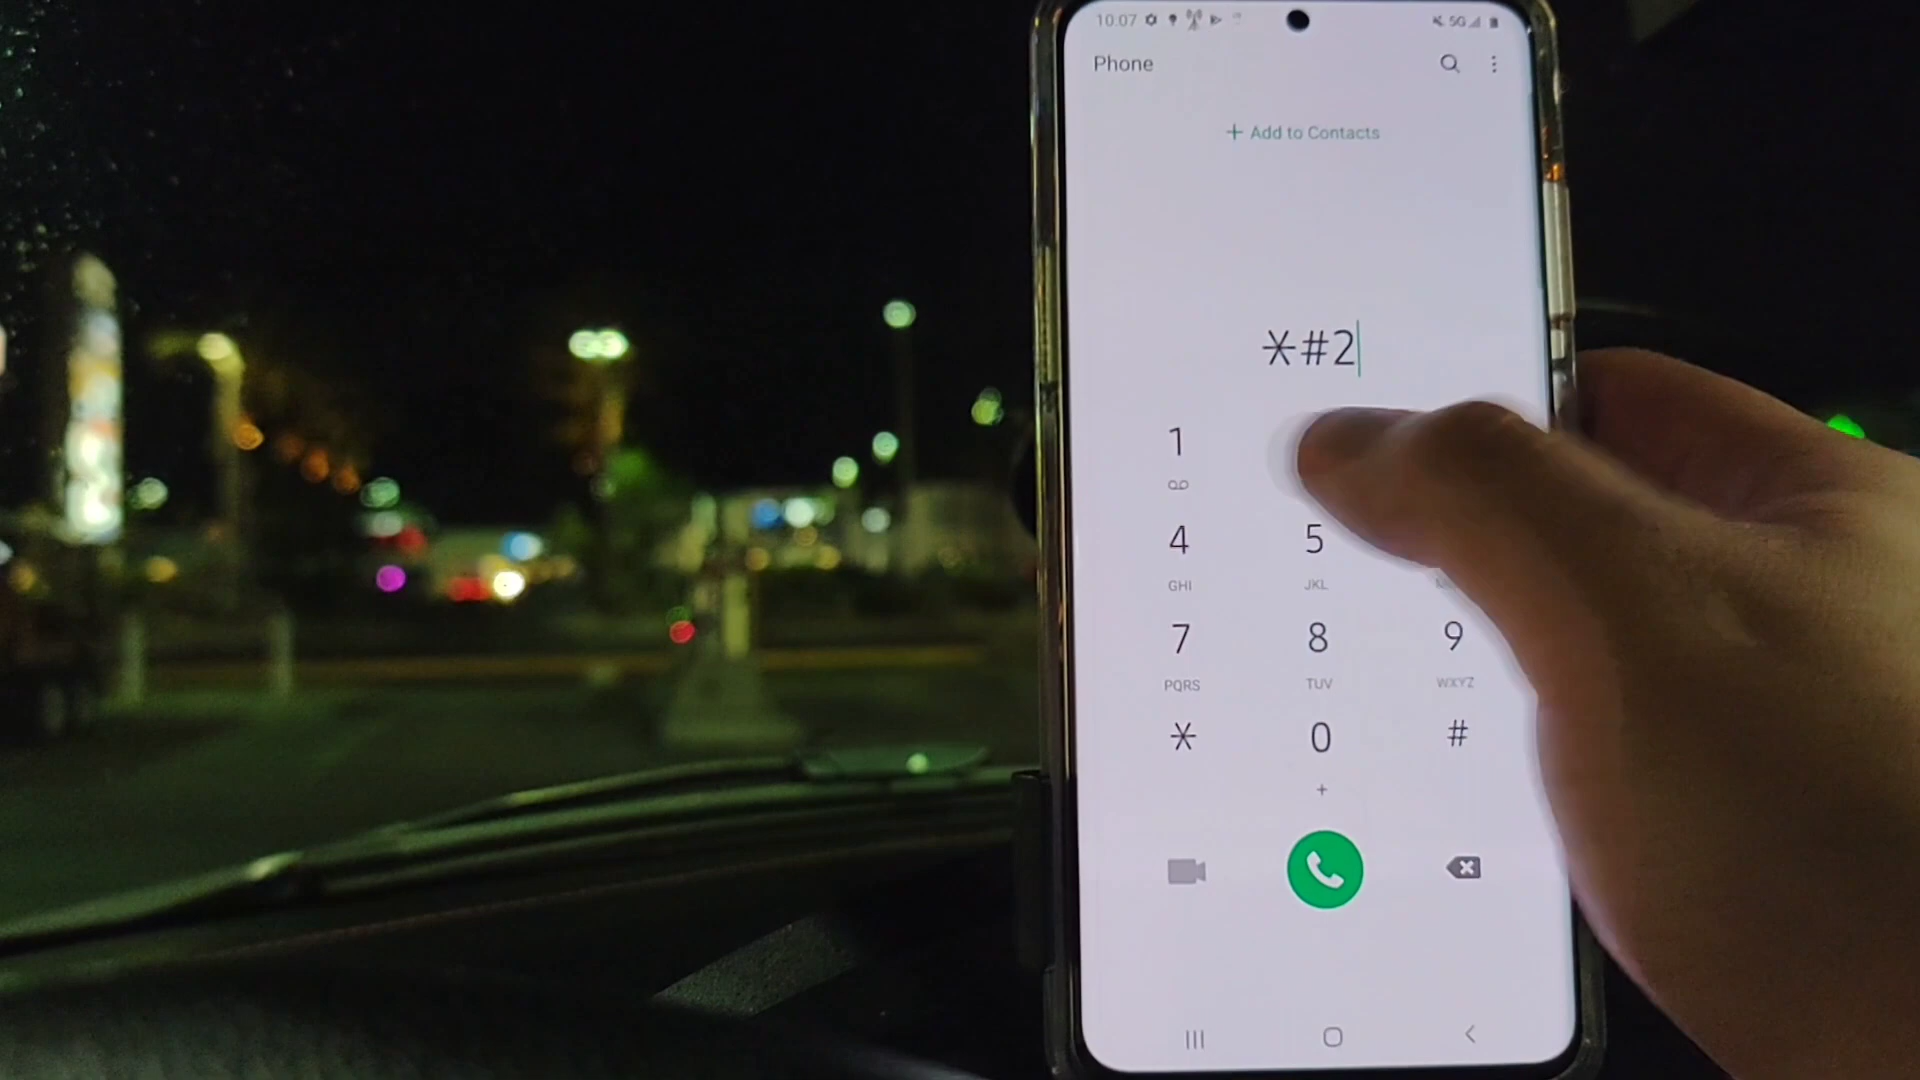 10:07
5G
Phone
+ Add to Contacts
*#2
1
4
5
GHI
JKL
7
8
9
PQRS
TUV
WXYZ
*
0
#
+